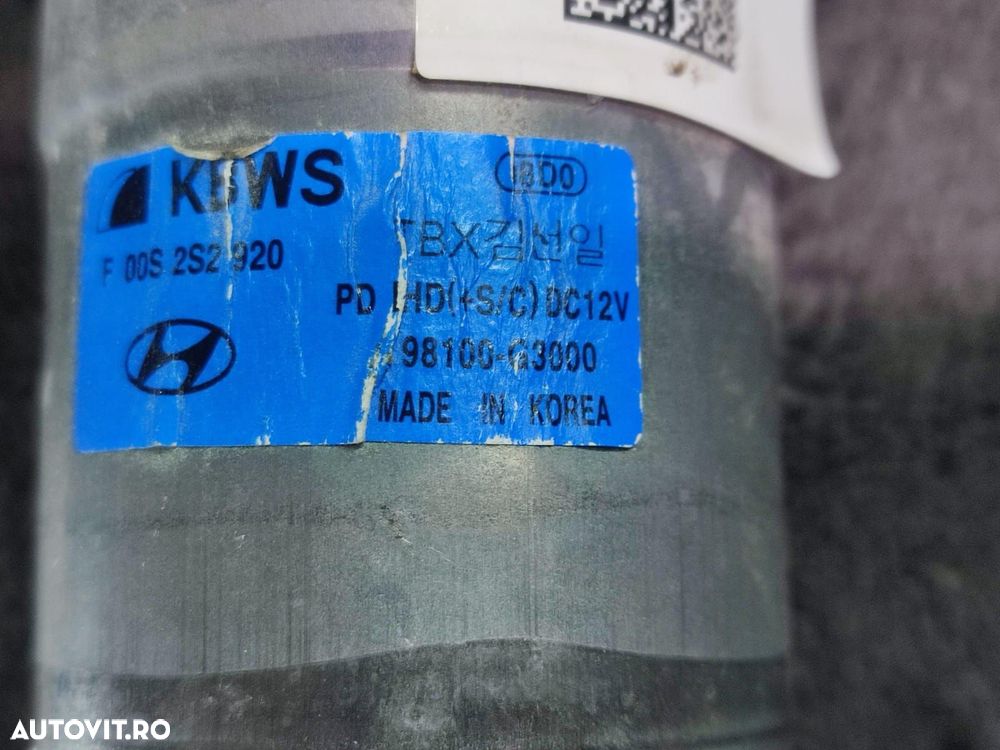 KBWS
F 00S 2S2 920
TBX김선일
PD LHD(+S/C) DC12V
98100-G3000
MADE IN KOREA
AUTOVIT.RO